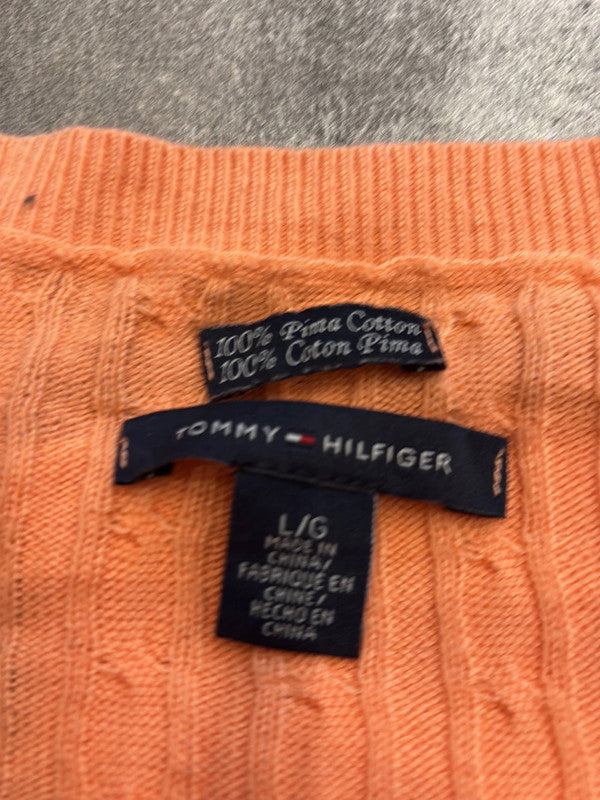 100% Pima Cotton
100% Coton Pima
TOMMY HILFIGER
L/G
MADE IN
CHINA/
FABRIQUÉ EN
CHINE/
HECHO EN
CHINA